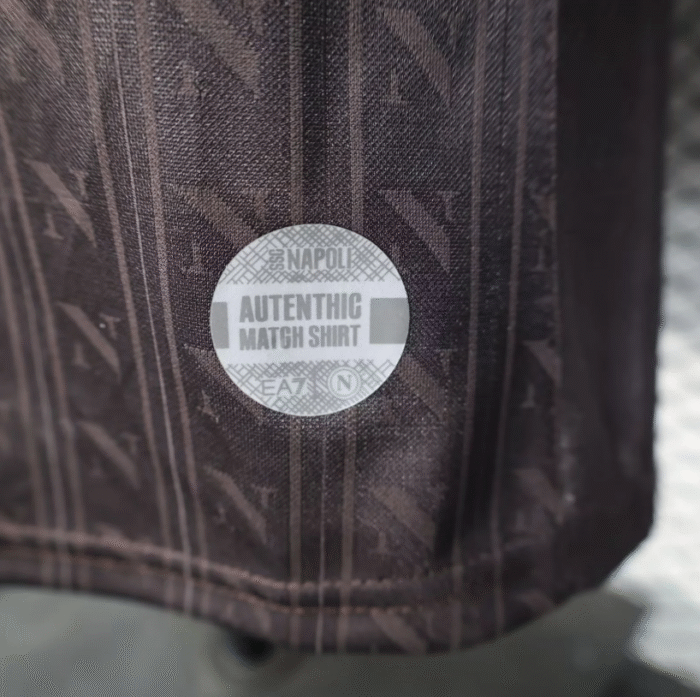 SSC NAPOLI
AUTENTHIC
MATCH SHIRT
EA7 N